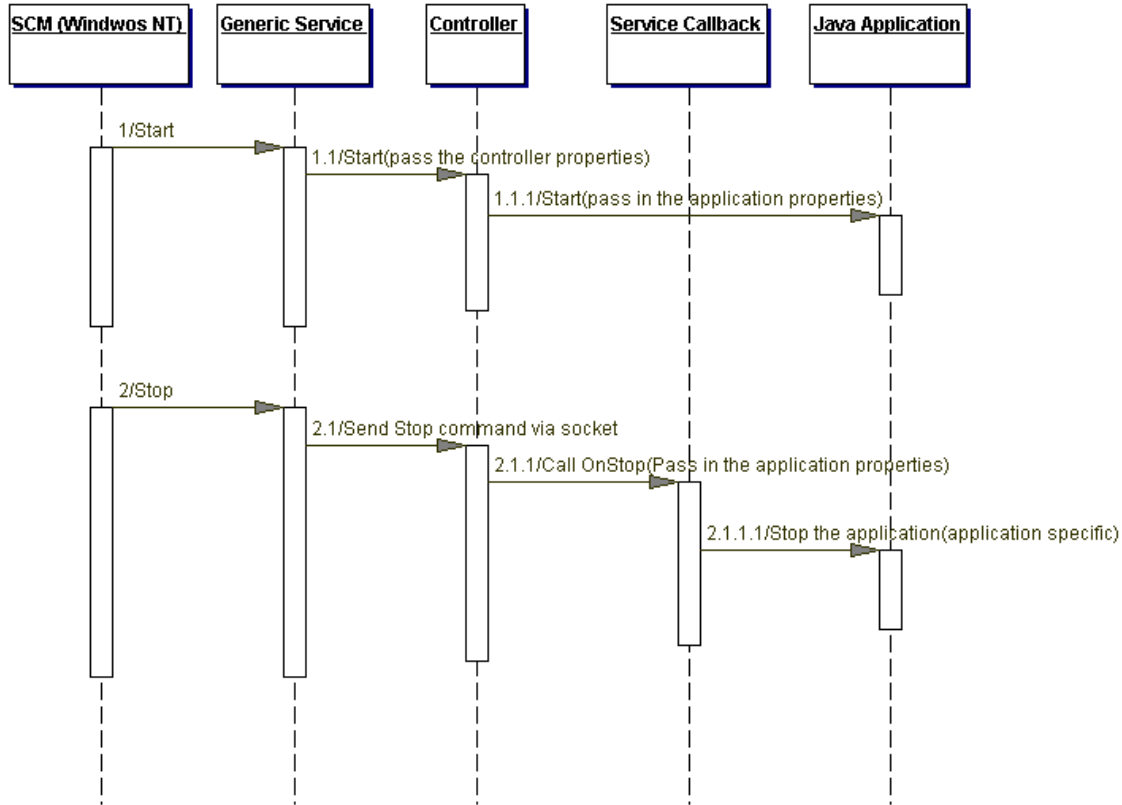 SCM (Windwos NT)
Generic Service
Controller
Service Callback
Java Application
1/Start
1.1/Start(pass the controller properties)
1.1.1/Start(pass in the application properties)
2/Stop
2.1/Send Stop command via socket
2.1.1/Call OnStop(Pass in the application properties)
2.1.1.1/Stop the application(application specific)